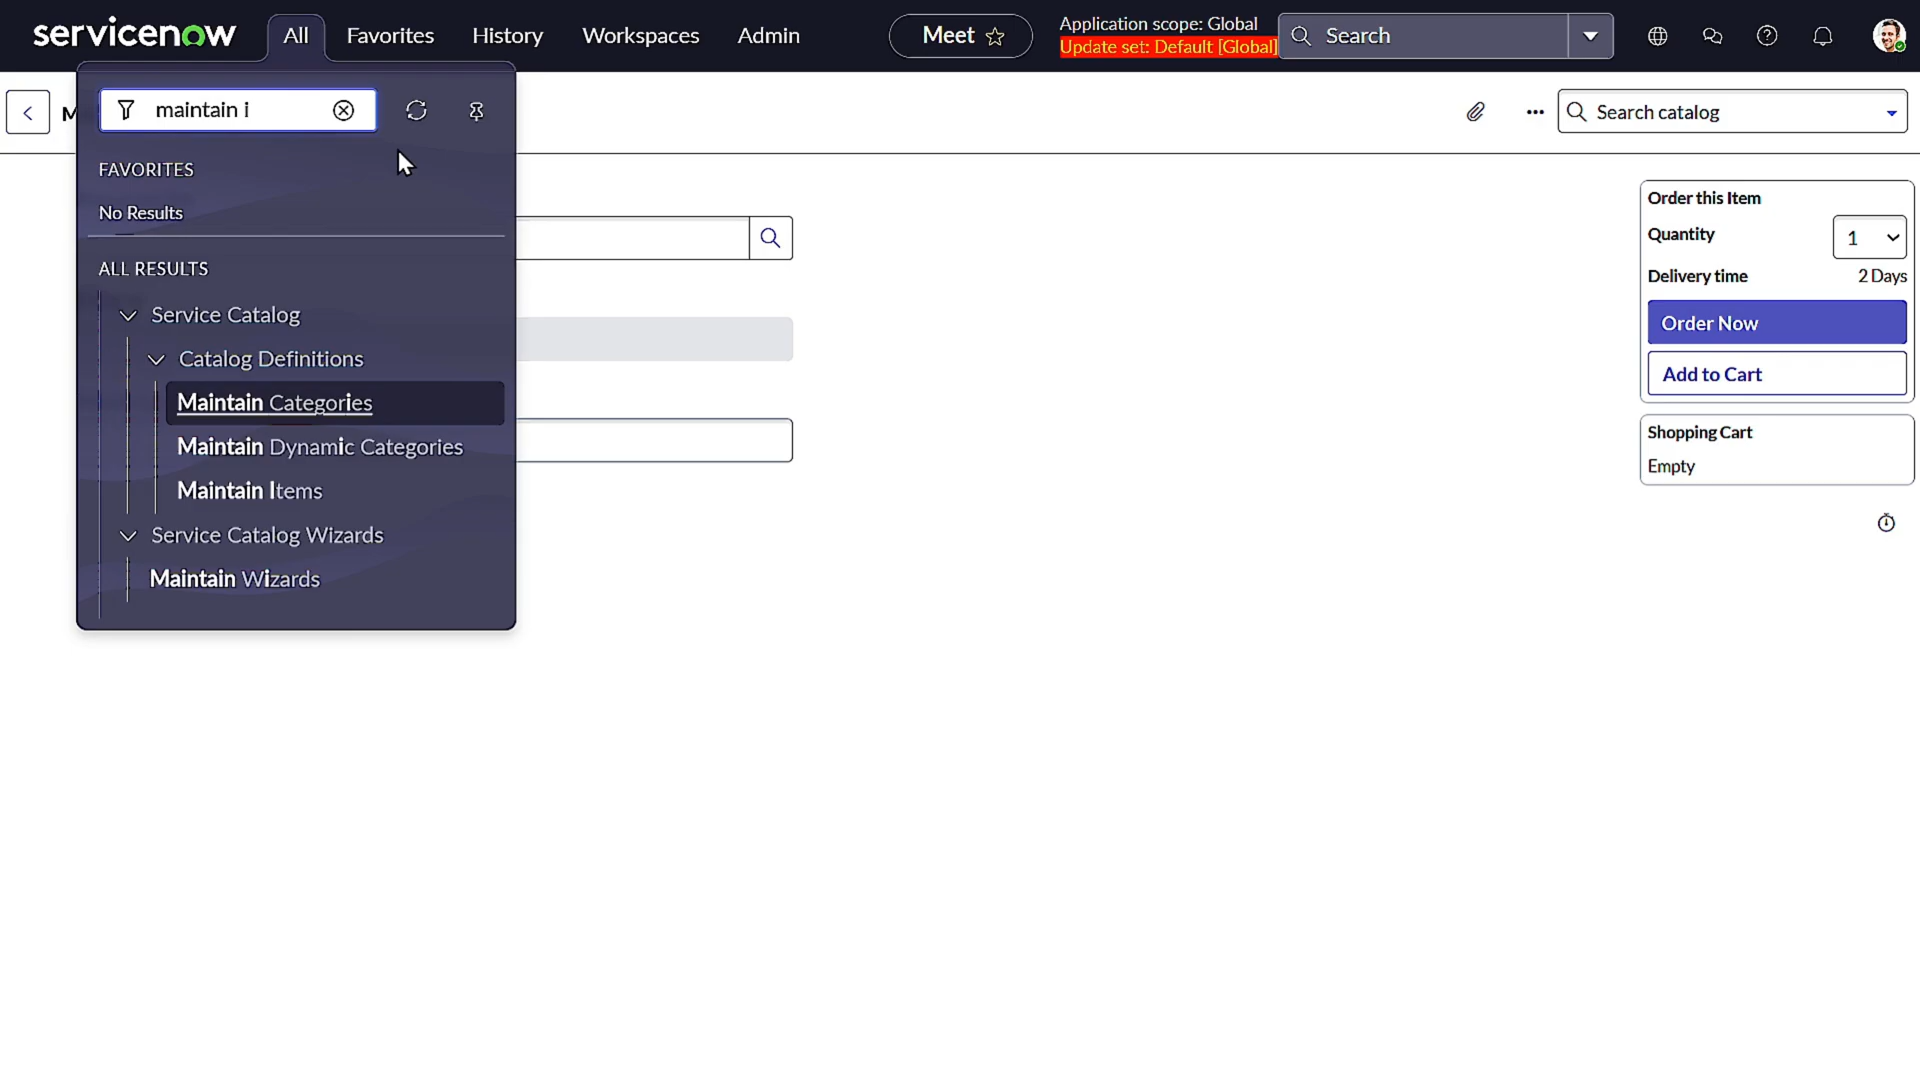 servicenow
All
Favorites
History
Workspaces
Admin
Meet
Application scope: Global
Update set: Default [Global]
Search
maintain i
M
Search catalog
FAVORITES
No Results
ALL RESULTS
Service Catalog
Catalog Definitions
Maintain Categories
Maintain Dynamic Categories
Maintain Items
Service Catalog Wizards
Maintain Wizards
Order this Item
Quantity
1
Delivery time
2 Days
Order Now
Add to Cart
Shopping Cart
Empty